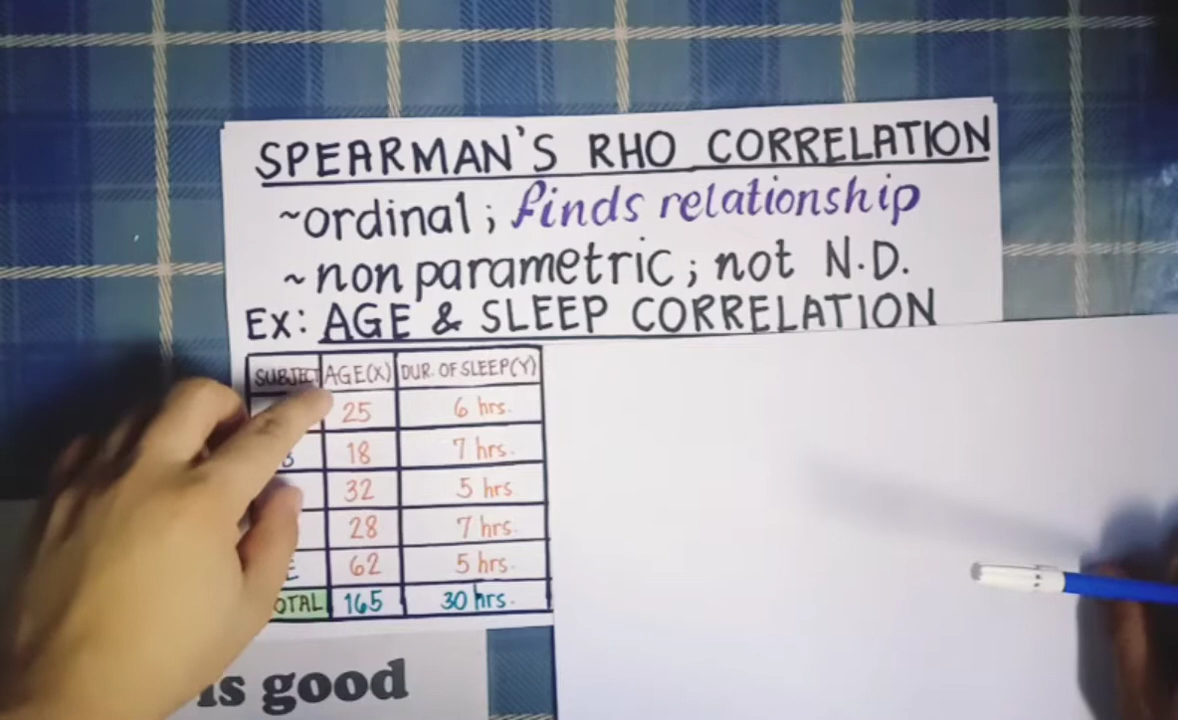 SPEARMAN'S RHO CORRELATION
~ordinal; finds relationship
~non parametric; not N.D.
EX: AGE & SLEEP CORRELATION
SUBJECT AGE(X) DUR. OF SLEEP(Y)
25 6 hrs.
18 7 hrs.
32 5 hrs
28 7 hrs.
E 62 5 hrs.
OTAL 165 30 hrs.
is good